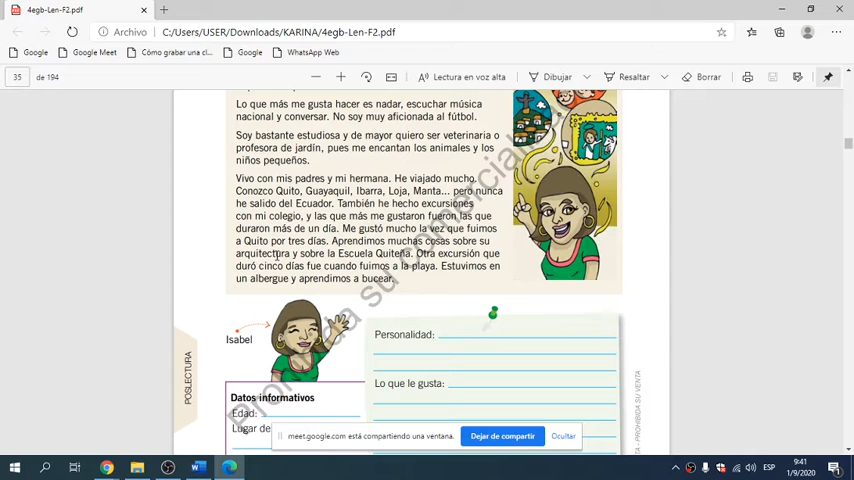 4egb-Len-F2.pdf
Archivo | C:/Users/USER/Downloads/KARINA/4egb-Len-F2.pdf
Google Google Meet Cómo grabar una cl... Google WhatsApp Web
35 de 194 Lectura en voz alta Dibujar Resaltar Borrar
Lo que más me gusta hacer es nadar, escuchar música
nacional y conversar. No soy muy aficionada al fútbol.
Soy bastante estudiosa y de mayor quiero ser veterinaria o
profesora de jardín, pues me encantan los animales y los
niños pequeños.
Vivo con mis padres y mi hermana. He viajado mucho.
Conozco Quito, Guayaquil, Ibarra, Loja, Manta... pero nunca
he salido del Ecuador. También he hecho excursiones
con mi colegio, y las que más me gustaron fueron las que
duraron más de un día. Me gustó mucho la vez que fuimos
a Quito por tres días. Aprendimos muchas cosas sobre su
arquitectura y sobre la Escuela Quiteña. Otra excursión que
duró cinco días fue cuando fuimos a la playa. Estuvimos en
un albergue y aprendimos a bucear.
Isabel
Personalidad:
Lo que le gusta:
POSLECTURA
Datos informativos
Edad:
Lugar de
- PROHIBIDA SU VENTA
meet.google.com está compartiendo una ventana. Dejar de compartir Ocultar
ESP
9:41
1/9/2020